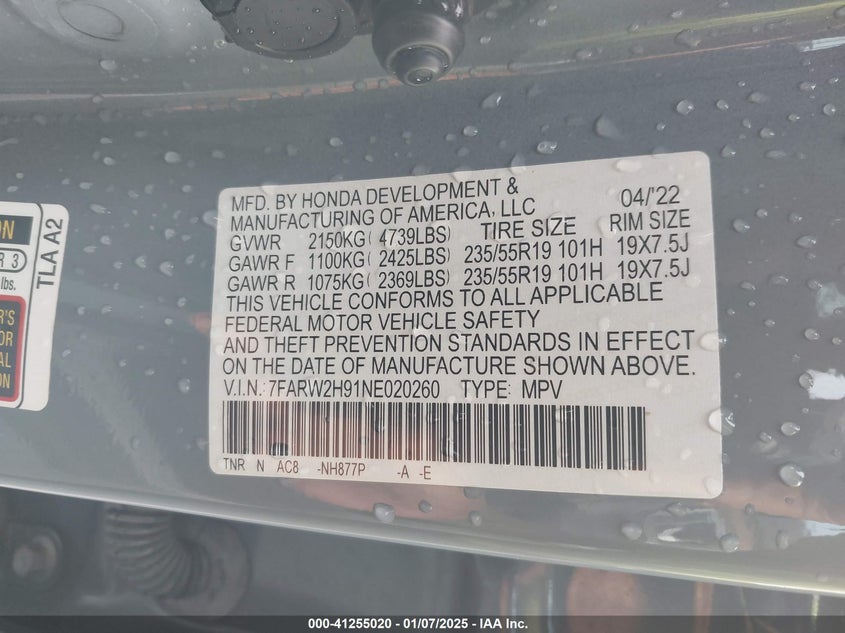 MFD. BY HONDA DEVELOPMENT & 04/'22
MANUFACTURING OF AMERICA, LLC
GVWR 2150KG( 4739LBS) TIRE SIZE RIM SIZE
GAWR F 1100KG( 2425LBS) 235/55R19 101H 19X7.5J
GAWR R 1075KG( 2369LBS) 235/55R19 101H 19X7.5J
THIS VEHICLE CONFORMS TO ALL APPLICABLE
FEDERAL MOTOR VEHICLE SAFETY
AND THEFT PREVENTION STANDARDS IN EFFECT
ON THE DATE OF MANUFACTURE SHOWN ABOVE.
V.I.N.: 7FARW2H91NE020260 TYPE: MPV
TNR N AC8 -NH877P -A -E
TLA A2
R 3
lbs.
000-41255020 - 01/07/2025 - IAA Inc.